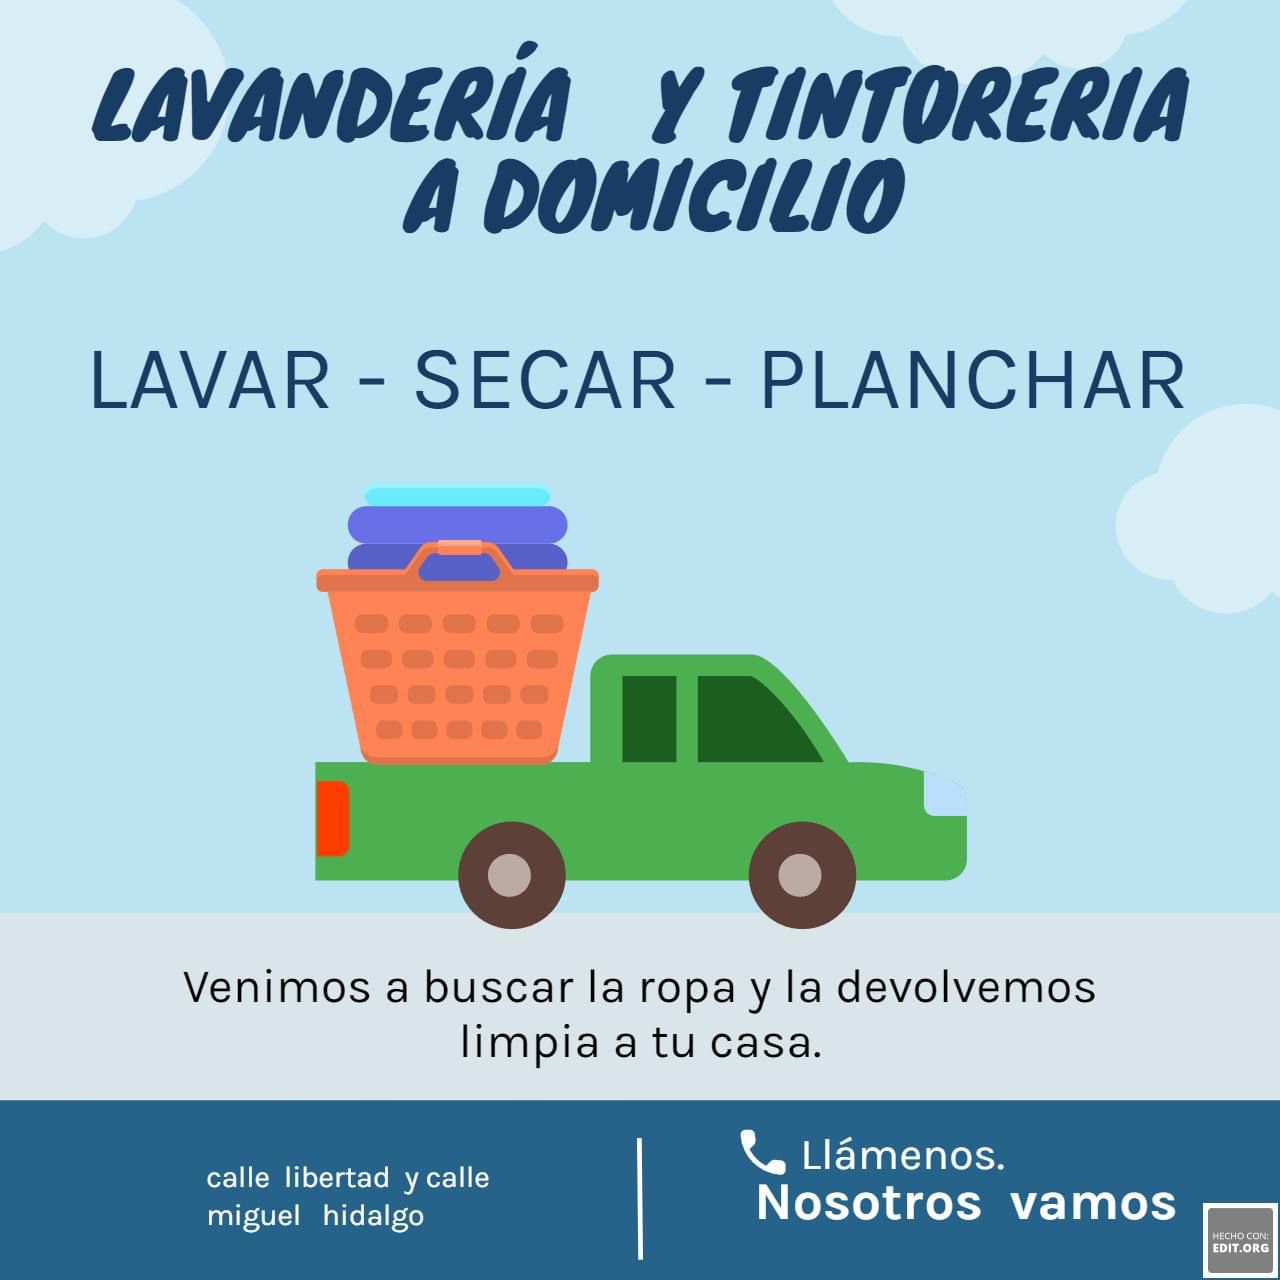 LAVANDERÍA Y TINTORERIA
A DOMICILIO
LAVAR - SECAR - PLANCHAR
Venimos a buscar la ropa y la devolvemos
limpia a tu casa.
calle libertad y calle
miguel hidalgo
Llámenos.
Nosotros vamos
HECHO CON:
EDIT.ORG